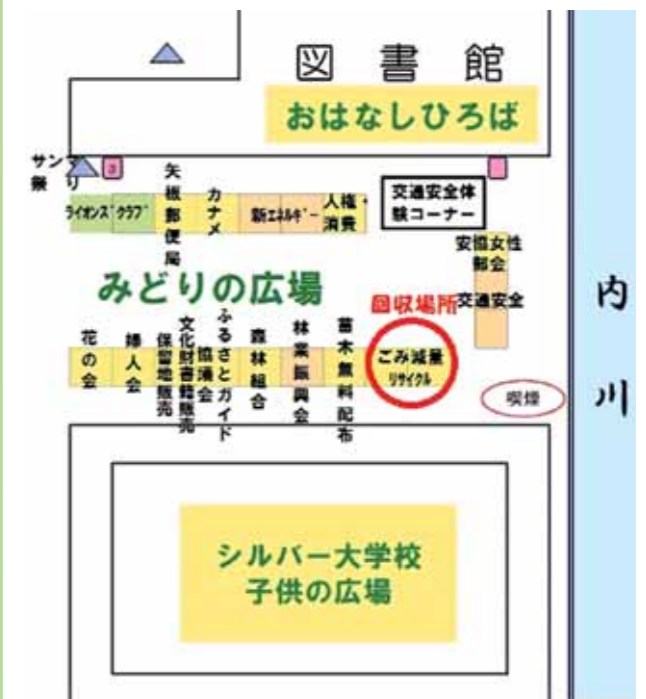 図書館
おはなしひろば
サンマ
祭り
ライオンズクラブ
矢板郵便局
カナメ
新エネルギー
人権・
消費
交通安全体
験コーナー
安協女性
部会
交通安全
みどりの広場
回収場所
花の会
婦人会
保留地販売
文化財書籍販売
協議会
ふるさとガイド
森林組合
林業振興会
苗木無料配布
ごみ減量
リサイクル
喫煙
内川
シルバー大学校
子供の広場